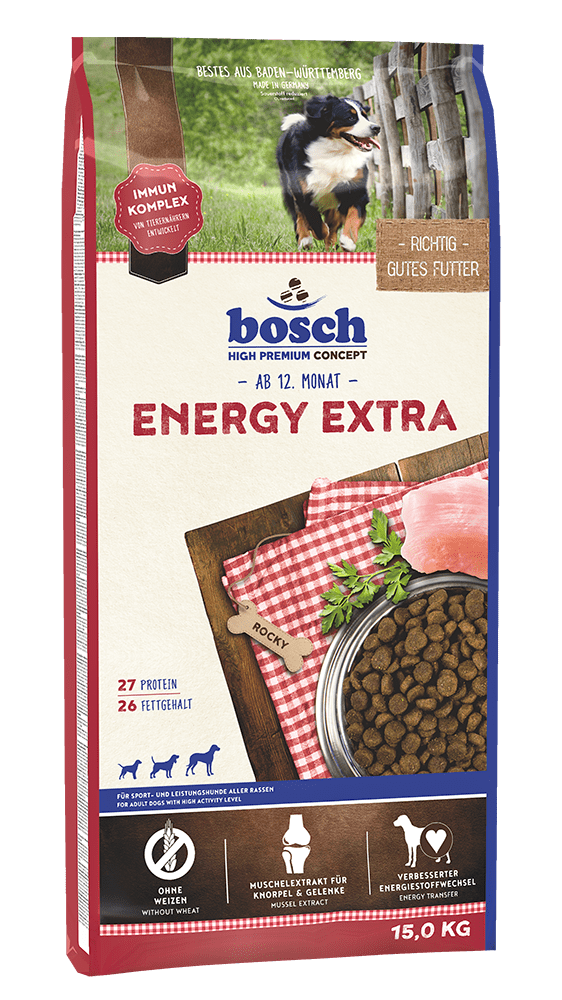 BESTES AUS BADEN-WÜRTTEMBERG
MADE IN GERMANY
IMMUN
KOMPLEX
VON TIERERNÄHRERN
ENTWICKELT
- RICHTIG -
GUTES FUTTER
bosch
HIGH PREMIUM CONCEPT
- AB 12. MONAT -
ENERGY EXTRA
ROCKY
27 PROTEIN
26 FETTGEHALT
FÜR SPORT- UND LEISTUNGSHUNDE ALLER RASSEN
FOR ADULT DOGS WITH HIGH ACTIVITY LEVEL
OHNE
WEIZEN
WITHOUT WHEAT
MUSCHELEXTRAKT FÜR
KNORPEL & GELENKE
MUSSEL EXTRACT
VERBESSERTER
ENERGIESTOFFWECHSEL
ENERGY TRANSFER
15,0 KG